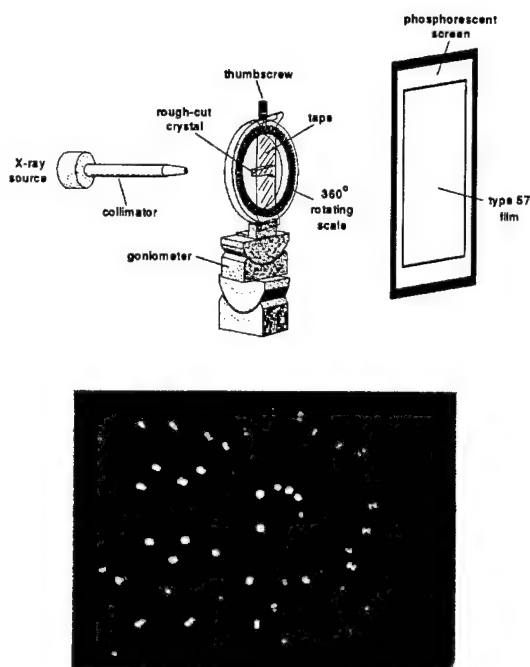 phosphorescent
screen
thumbscrew
rough-cut
crystal
tape
X-ray
source
collimator
360°
rotating
scale
type 57
film
goniometer